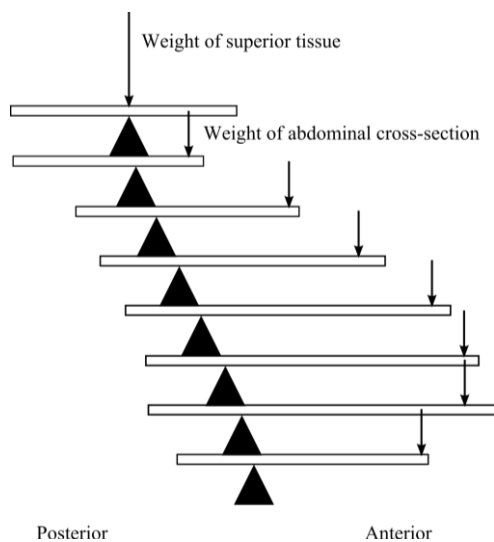 Weight of superior tissue
Weight of abdominal cross-section
Posterior
Anterior